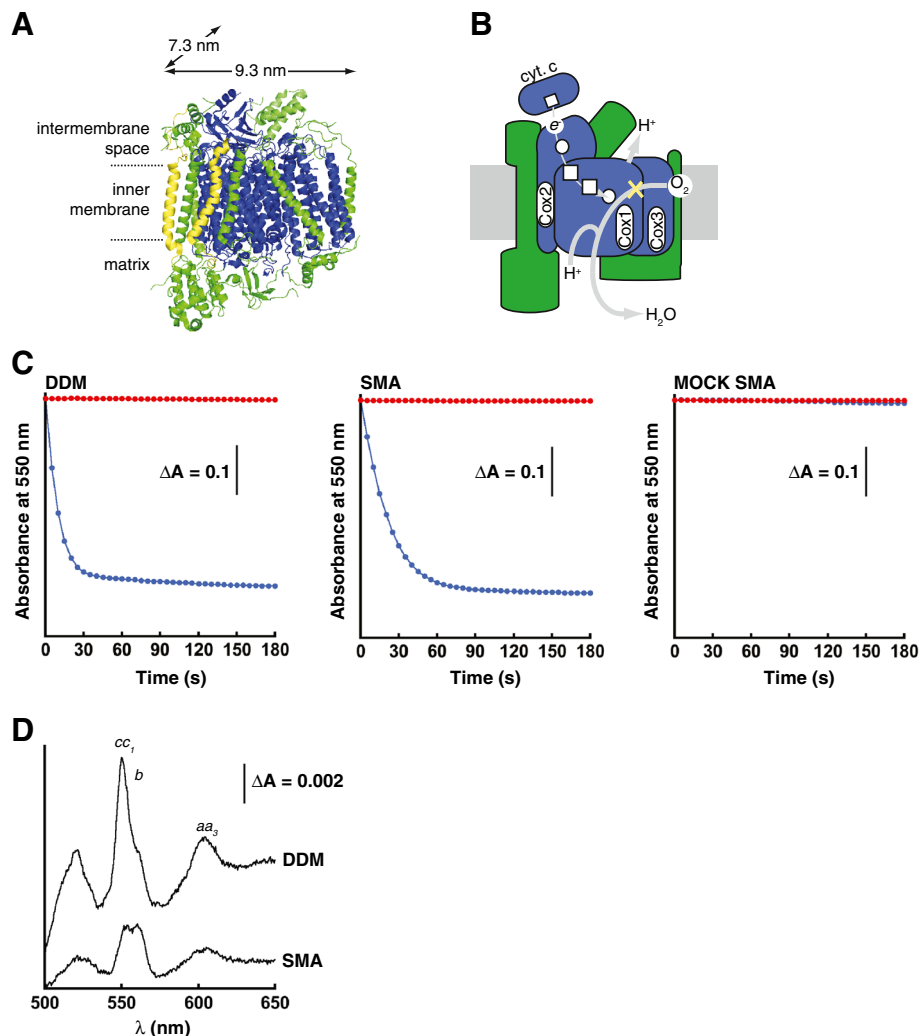 A
7.3 nm
9.3 nm
intermembrane
space
inner
membrane
matrix
B
cyt. c
e⁻
H⁺
O₂
Cox2
Cox1
Cox3
H⁺
H₂O
C
DDM
Absorbance at 550 nm
ΔA = 0.1
0 30 60 90 120 150 180
Time (s)
SMA
Absorbance at 550 nm
ΔA = 0.1
0 30 60 90 120 150 180
Time (s)
MOCK SMA
Absorbance at 550 nm
ΔA = 0.1
0 30 60 90 120 150 180
Time (s)
D
cc₁
b
ΔA = 0.002
aa₃
DDM
SMA
500 550 600 650
λ (nm)